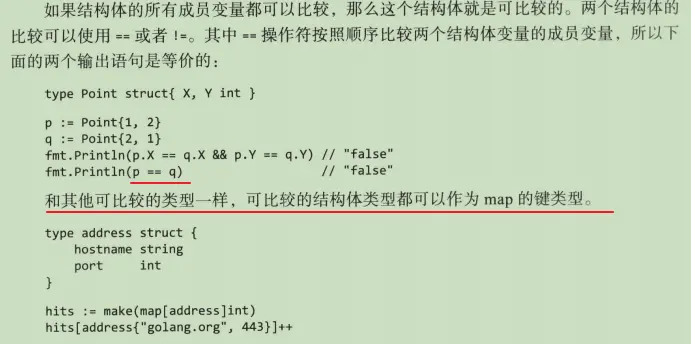 如果结构体的所有成员变量都可以比较，那么这个结构体就是可比较的。两个结构体的
比较可以使用 == 或者 !=。其中 == 操作符按照顺序比较两个结构体变量的成员变量，所以下
面的两个输出语句是等价的：
type Point struct{ X, Y int }
p := Point{1, 2}
q := Point{2, 1}
fmt.Println(p.X == q.X && p.Y == q.Y) // "false"
fmt.Println(p == q)                   // "false"
和其他可比较的类型一样，可比较的结构体类型都可以作为 map 的键类型。
type address struct {
    hostname string
    port     int
}
hits := make(map[address]int)
hits[address{"golang.org", 443}]++